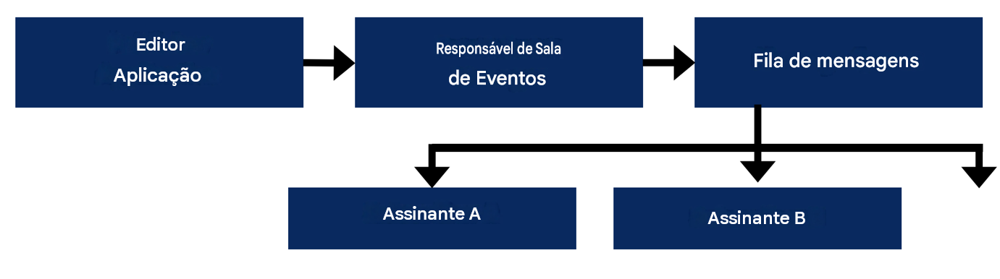 Editor
Aplicação
Responsável de Sala
de Eventos
Fila de mensagens
Assinante A
Assinante B